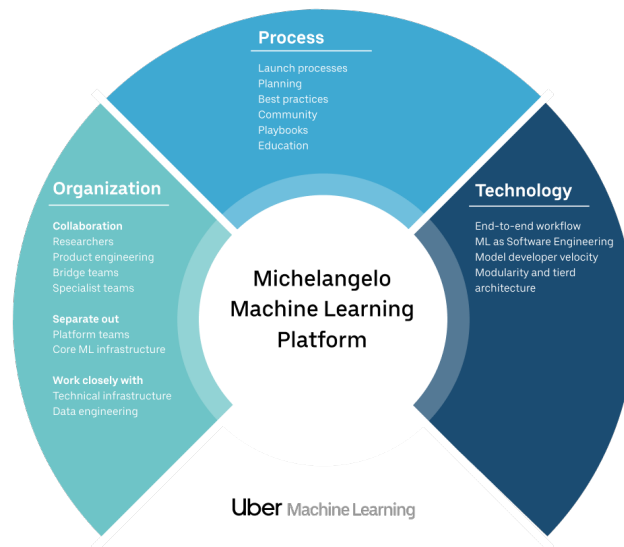 Process
Launch processes
Planning
Best practices
Community
Playbooks
Education
Organization
Collaboration
Researchers
Product engineering
Bridge teams
Specialist teams
Separate out
Platform teams
Core ML infrastructure
Work closely with
Technical infrastructure
Data engineering
Technology
End-to-end workflow
ML as Software Engineering
Model developer velocity
Modularity and tierd
architecture
Michelangelo
Machine Learning
Platform
Uber Machine Learning